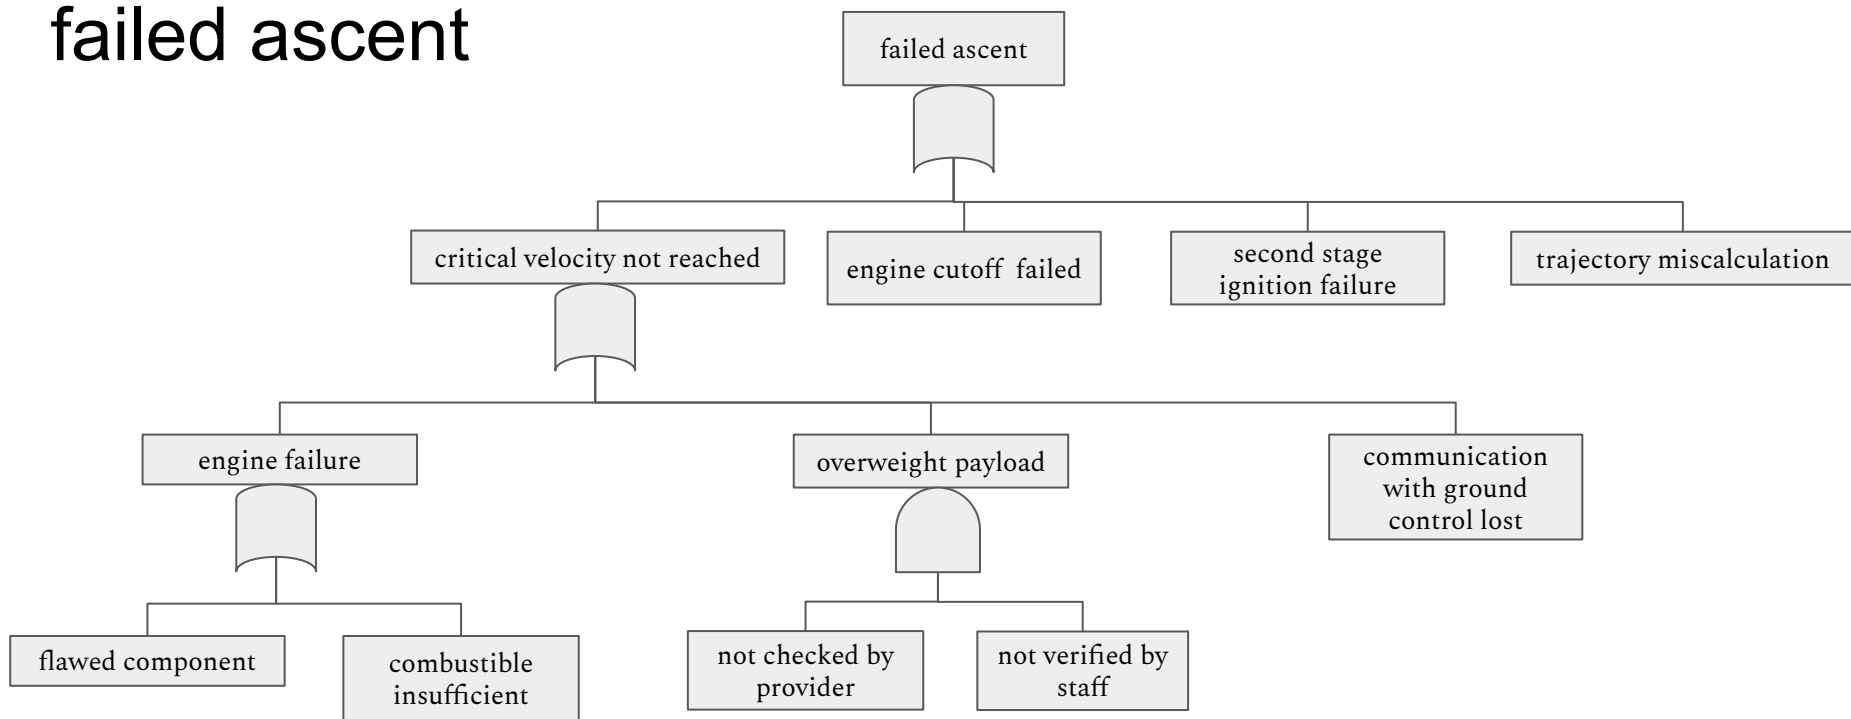 failed ascent
failed ascent
critical velocity not reached
engine cutoff  failed
second stage
ignition failure
trajectory miscalculation
engine failure
overweight payload
communication
with ground
control lost
flawed component
combustible
insufficient
not checked by
provider
not verified by
staff